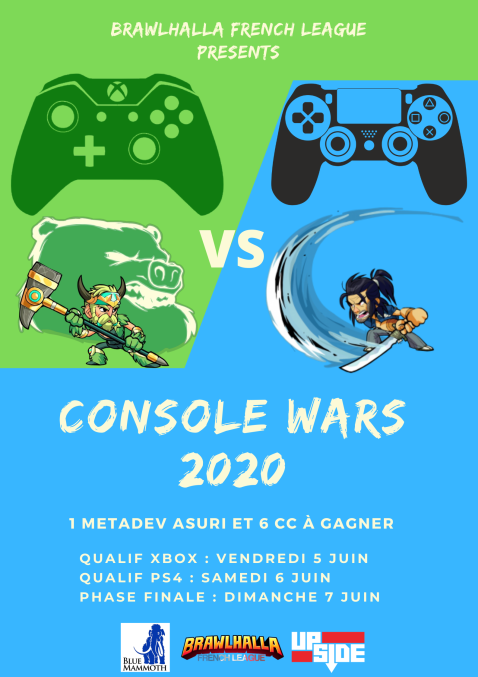 BRAWLHALLA FRENCH LEAGUE
PRESENTS
VS
CONSOLE WARS
2020
1 METADEV ASURI ET 6 CC À GAGNER
QUALIF XBOX : VENDREDI 5 JUIN
QUALIF PS4 : SAMEDI 6 JUIN
PHASE FINALE : DIMANCHE 7 JUIN
BLUE
MAMMOTH
BRAWLHALLA
FRENCH LEAGUE
UP
SIDE